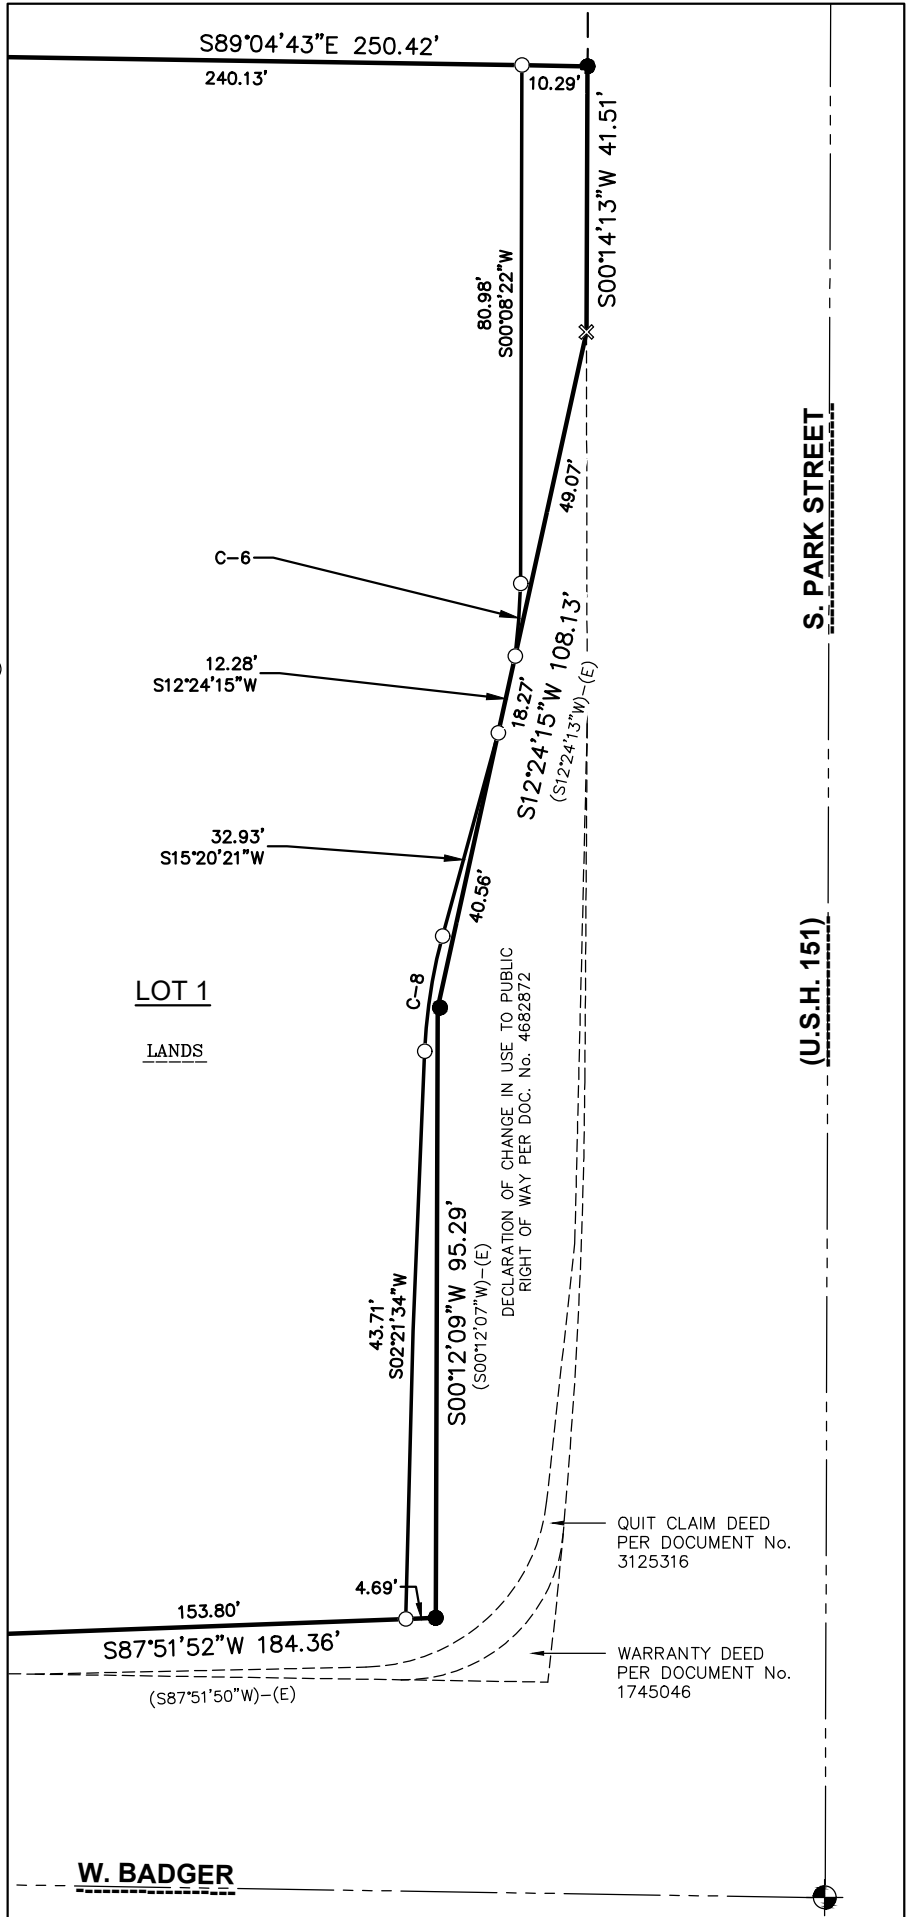 S89°04'43"E 250.42'
240.13'
10.29'
S00°14'13"W 41.51'
80.98'
S00°08'22"W
49.07'
S. PARK STREET
C-6
12.28'
S12°24'15"W
18.27'
S12°24'15"W 108.13'
(S12°24'13"W)-(E)
)
32.93'
S15°20'21"W
40.56'
C-8
LOT 1
LANDS
DECLARATION OF CHANGE IN USE TO PUBLIC
RIGHT OF WAY PER DOC. No. 4682872
(U.S.H. 151)
43.71'
S02°21'34"W
S00°12'09"W 95.29'
(S00°12'07"W)-(E)
QUIT CLAIM DEED
PER DOCUMENT No.
3125316
4.69'
153.80'
S87°51'52"W 184.36'
(S87°51'50"W)-(E)
WARRANTY DEED
PER DOCUMENT No.
1745046
W. BADGER